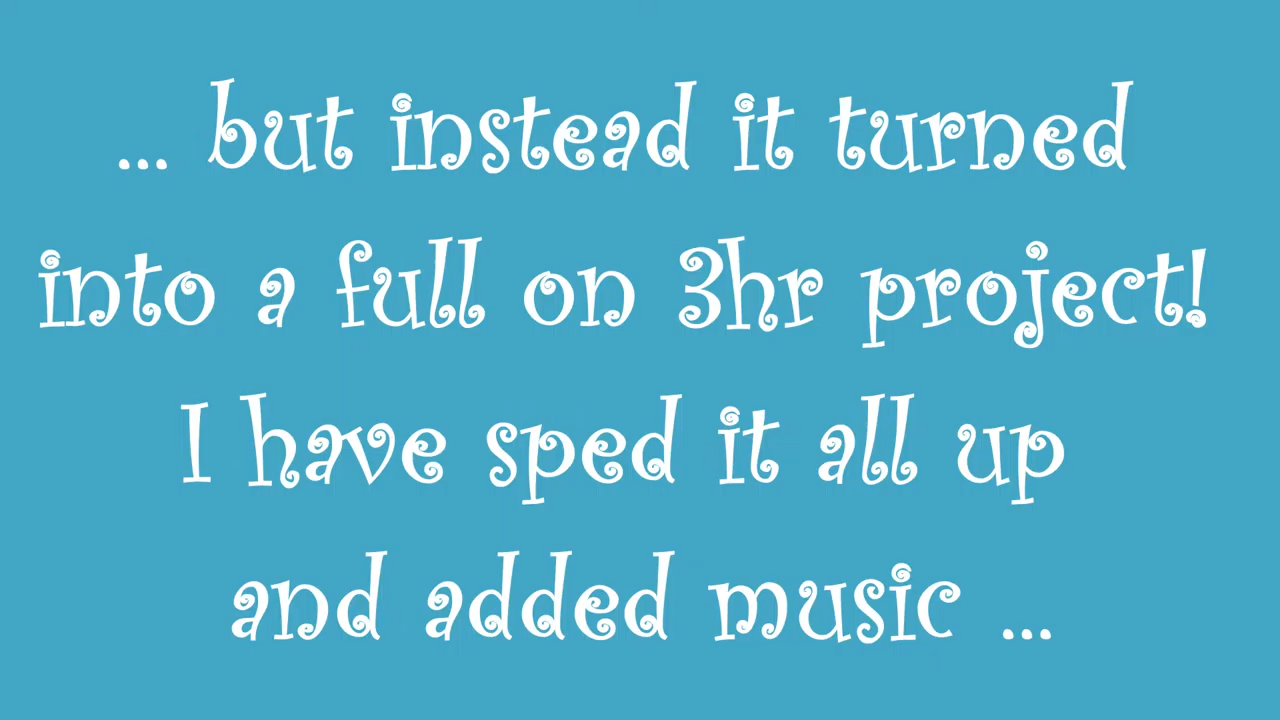 ... but instead it turned
into a full on 3hr project!
I have sped it all up
and added music ...